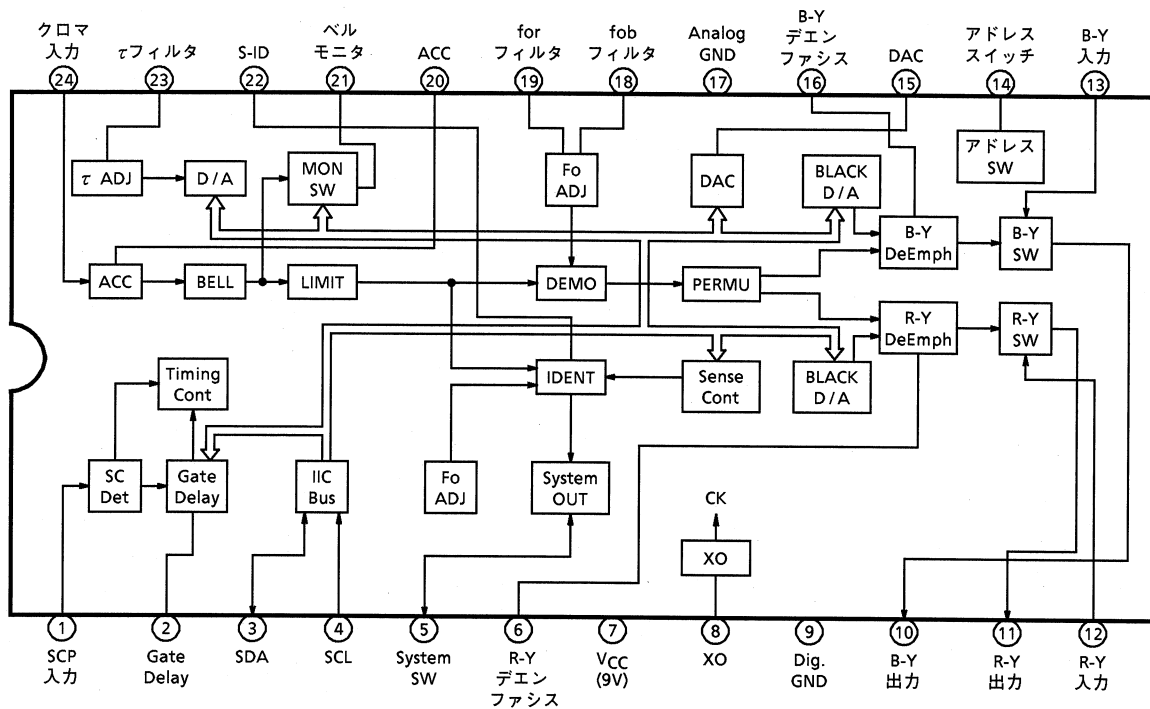 クロマ
入力
τフィルタ
S-ID
ベル
モニタ
ACC
for
フィルタ
fob
フィルタ
Analog
GND
B-Y
デエン
ファシス
DAC
アドレス
スイッチ
B-Y
入力
24
23
22
21
20
19
18
17
16
15
14
13
τ ADJ
D/A
MON
SW
Fo
ADJ
DAC
BLACK
D/A
アドレス
SW
B-Y
DeEmph
B-Y
SW
ACC
BELL
LIMIT
DEMO
PERMU
R-Y
DeEmph
R-Y
SW
Timing
Cont
IDENT
Sense
Cont
BLACK
D/A
SC
Det
Gate
Delay
IIC
Bus
Fo
ADJ
System
OUT
CK
XO
1
2
3
4
5
6
7
8
9
10
11
12
SCP
入力
Gate
Delay
SDA
SCL
System
SW
R-Y
デエン
ファシス
VCC
(9V)
XO
Dig.
GND
B-Y
出力
R-Y
出力
R-Y
入力